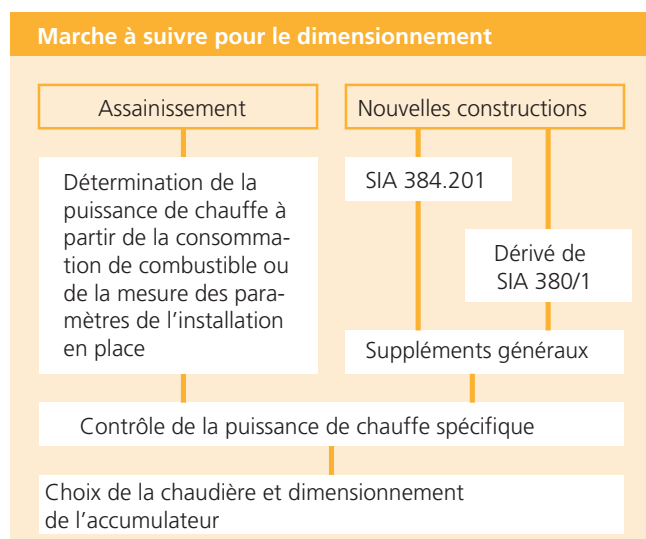 Marche à suivre pour le dimensionnement
Assainissement
Nouvelles constructions
Détermination de la
puissance de chauffe à
partir de la consomma-
tion de combustible ou
de la mesure des para-
mètres de l'installation
en place
SIA 384.201
Dérivé de
SIA 380/1
Suppléments généraux
Contrôle de la puissance de chauffe spécifique
Choix de la chaudière et dimensionnement
de l'accumulateur